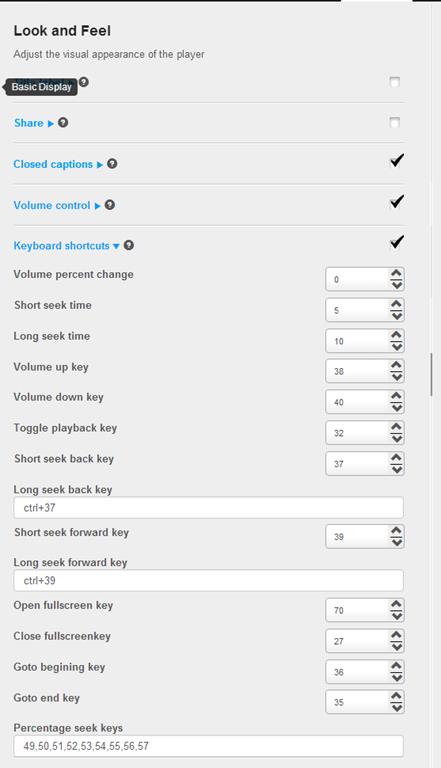 Look and Feel
Adjust the visual appearance of the player
Basic Display
Share
Closed captions
Volume control
Keyboard shortcuts
Volume percent change
0
Short seek time
5
Long seek time
10
Volume up key
38
Volume down key
40
Toggle playback key
32
Short seek back key
37
Long seek back key
ctrl+37
Short seek forward key
39
Long seek forward key
ctrl+39
Open fullscreen key
70
Close fullscreenkey
27
Goto begining key
36
Goto end key
35
Percentage seek keys
49,50,51,52,53,54,55,56,57